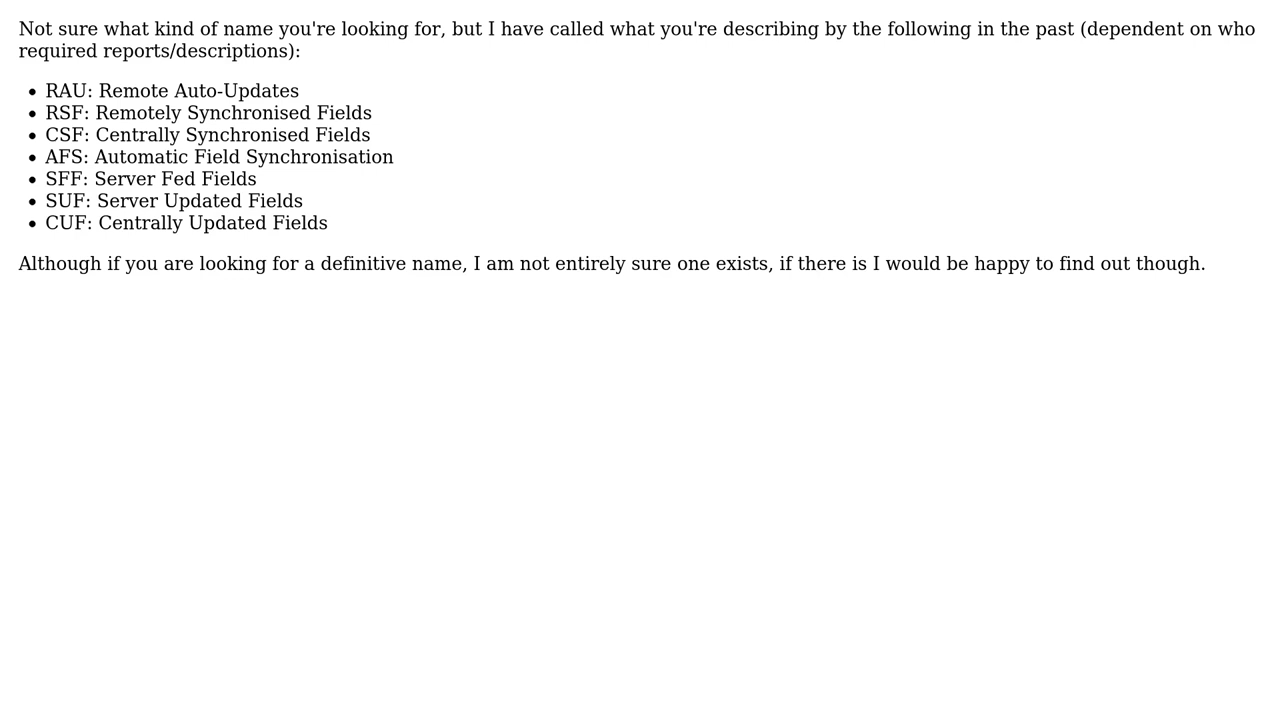 Not sure what kind of name you're looking for, but I have called what you're describing by the following in the past (dependent on who
required reports/descriptions):
• RAU: Remote Auto-Updates
• RSF: Remotely Synchronised Fields
• CSF: Centrally Synchronised Fields
• AFS: Automatic Field Synchronisation
• SFF: Server Fed Fields
• SUF: Server Updated Fields
• CUF: Centrally Updated Fields
Although if you are looking for a definitive name, I am not entirely sure one exists, if there is I would be happy to find out though.